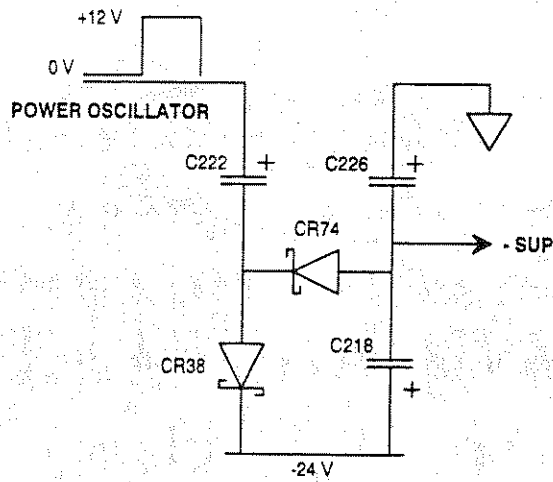 +12 V
0 V
POWER OSCILLATOR
C222 +
C226 +
CR74
- SUP
C218
+
CR38
-24 V